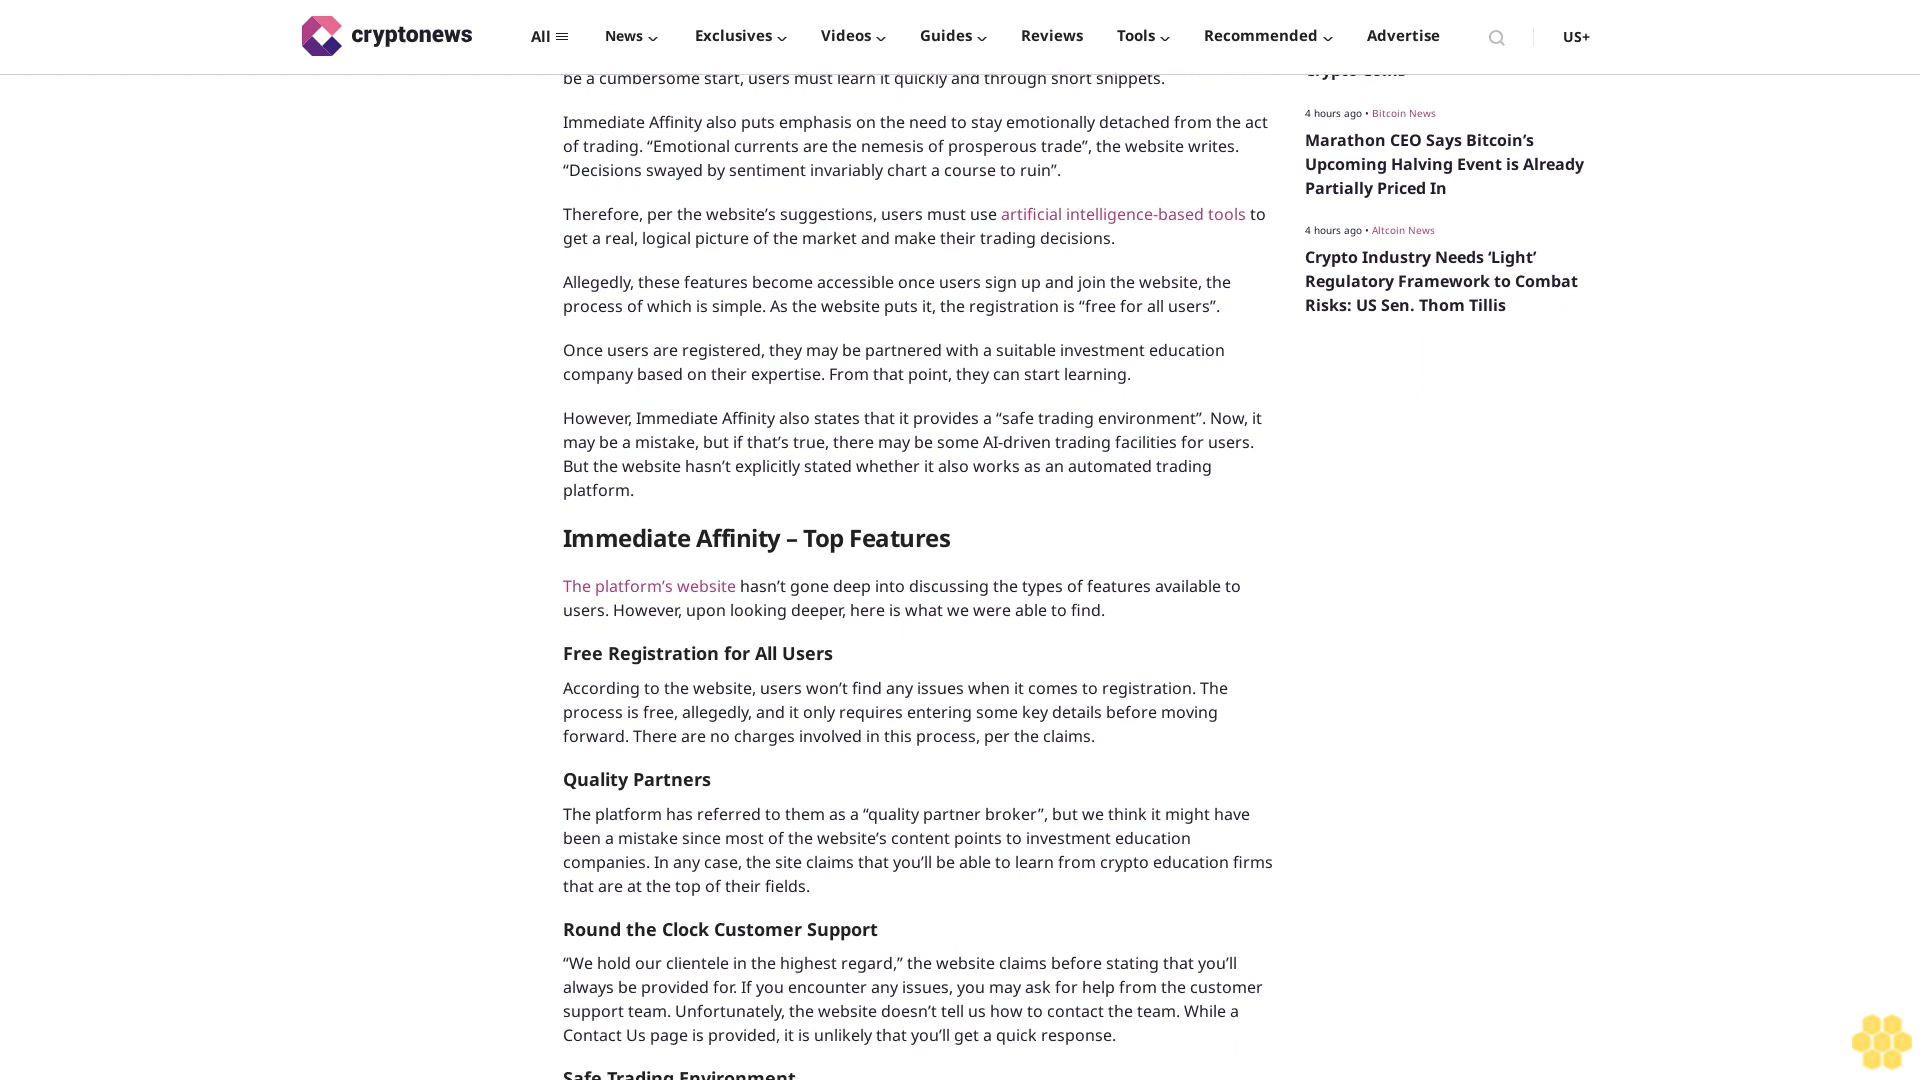 cryptonews
All
News
Exclusives
Videos
Guides
Reviews
Tools
Recommended
Advertise
US+
be a cumbersome start, users must learn it quickly and through short snippets.
Immediate Affinity also puts emphasis on the need to stay emotionally detached from the act
of trading. “Emotional currents are the nemesis of prosperous trade”, the website writes.
“Decisions swayed by sentiment invariably chart a course to ruin”.
Therefore, per the website’s suggestions, users must use artificial intelligence-based tools to
get a real, logical picture of the market and make their trading decisions.
Allegedly, these features become accessible once users sign up and join the website, the
process of which is simple. As the website puts it, the registration is “free for all users”.
Once users are registered, they may be partnered with a suitable investment education
company based on their expertise. From that point, they can start learning.
However, Immediate Affinity also states that it provides a “safe trading environment”. Now, it
may be a mistake, but if that’s true, there may be some AI-driven trading facilities for users.
But the website hasn’t explicitly stated whether it also works as an automated trading
platform.
Immediate Affinity – Top Features
The platform’s website hasn’t gone deep into discussing the types of features available to
users. However, upon looking deeper, here is what we were able to find.
Free Registration for All Users
According to the website, users won’t find any issues when it comes to registration. The
process is free, allegedly, and it only requires entering some key details before moving
forward. There are no charges involved in this process, per the claims.
Quality Partners
The platform has referred to them as a “quality partner broker”, but we think it might have
been a mistake since most of the website’s content points to investment education
companies. In any case, the site claims that you’ll be able to learn from crypto education firms
that are at the top of their fields.
Round the Clock Customer Support
“We hold our clientele in the highest regard,” the website claims before stating that you’ll
always be provided for. If you encounter any issues, you may ask for help from the customer
support team. Unfortunately, the website doesn’t tell us how to contact the team. While a
Contact Us page is provided, it is unlikely that you’ll get a quick response.
Safe Trading Environment
Crypto Coins
4 hours ago • Bitcoin News
Marathon CEO Says Bitcoin’s
Upcoming Halving Event is Already
Partially Priced In
4 hours ago • Altcoin News
Crypto Industry Needs ‘Light’
Regulatory Framework to Combat
Risks: US Sen. Thom Tillis